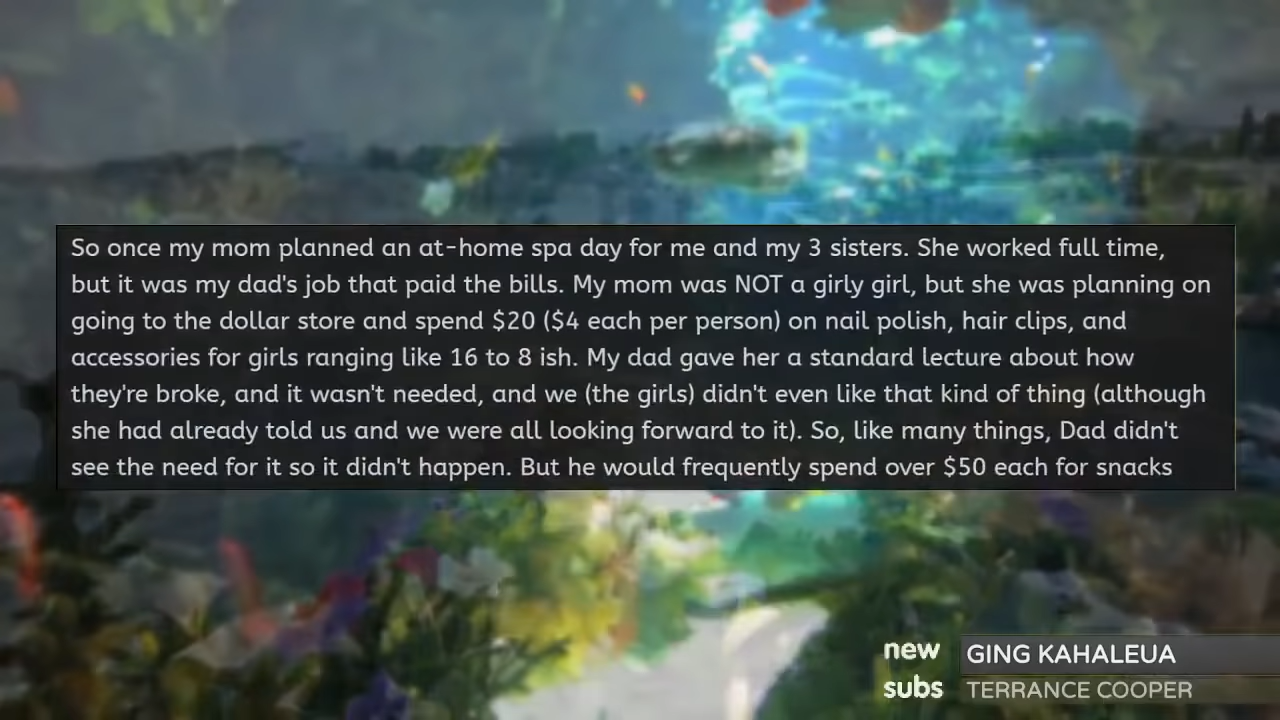 So once my mom planned an at-home spa day for me and my 3 sisters. She worked full time,
but it was my dad's job that paid the bills. My mom was NOT a girly girl, but she was planning on
going to the dollar store and spend $20 ($4 each per person) on nail polish, hair clips, and
accessories for girls ranging like 16 to 8 ish. My dad gave her a standard lecture about how
they're broke, and it wasn't needed, and we (the girls) didn't even like that kind of thing (although
she had already told us and we were all looking forward to it). So, like many things, Dad didn't
see the need for it so it didn't happen. But he would frequently spend over $50 each for snacks
new GING KAHALEUA
subs TERRANCE COOPER